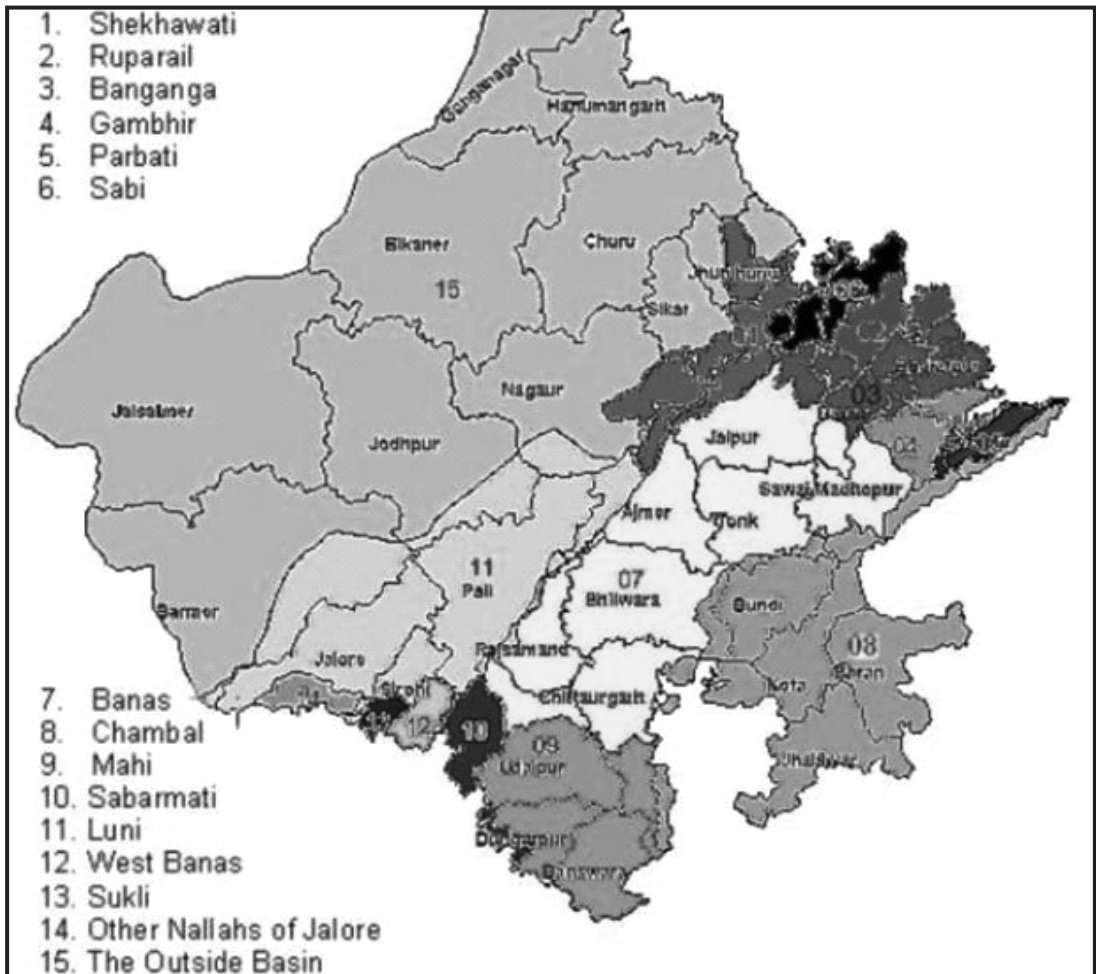 1. Shekhawati
2. Ruparail
3. Banganga
4. Gambhir
5. Parbati
6. Sabi
Ganganagar
Hanumangarh
Bikaner
15
Churu
Jhunjhunu
Sikar
01
02
Nagaur
Jaisalmer
Jodhpur
03
Jaipur
04
Sawai Madhopur
Ajmer
Tonk
11
Pali
07
Bhilwara
Bundi
Barmer
08
Baran
Rajsamand
Jalore
Kota
Sirohi
Chittaurgarh
12
10
09
Udaipur
Jhalawar
Dungarpur
Banswara
7. Banas
8. Chambal
9. Mahi
10. Sabarmati
11. Luni
12. West Banas
13. Sukli
14. Other Nallahs of Jalore
15. The Outside Basin